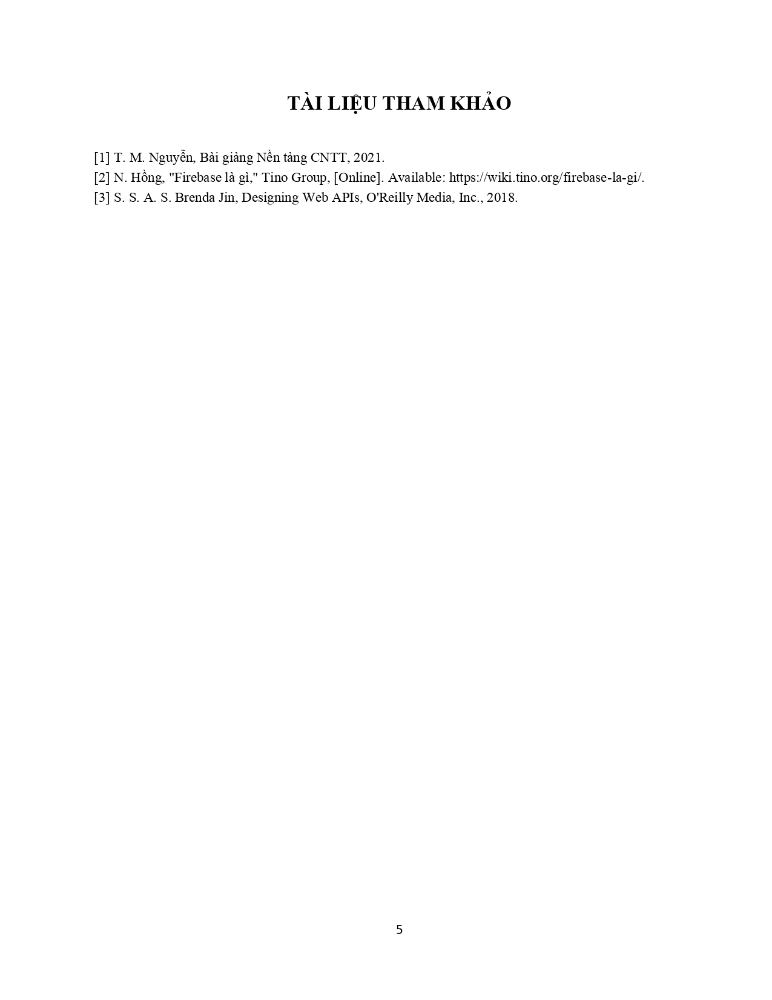 TÀI LIỆU THAM KHẢO
[1] T. M. Nguyễn, Bài giảng Nền tảng CNTT, 2021.
[2] N. Hồng, "Firebase là gì," Tino Group, [Online]. Available: https://wiki.tino.org/firebase-la-gi/.
[3] S. S. A. S. Brenda Jin, Designing Web APIs, O'Reilly Media, Inc., 2018.
5